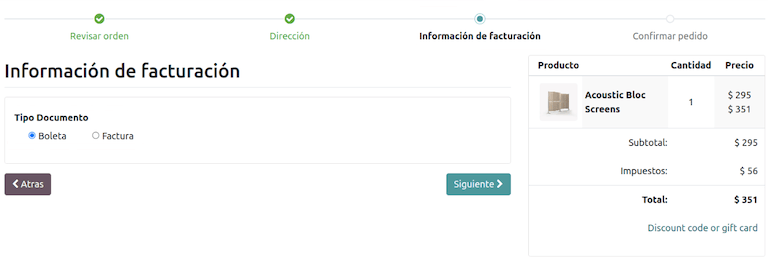 Revisar orden
Dirección
Información de facturación
Confirmar pedido
Información de facturación
Tipo Documento
Boleta Factura
Atras
Siguiente
Producto Cantidad Precio
Acoustic Bloc Screens 1 $ 295
$ 351
Subtotal: $ 295
Impuestos: $ 56
Total: $ 351
Discount code or gift card